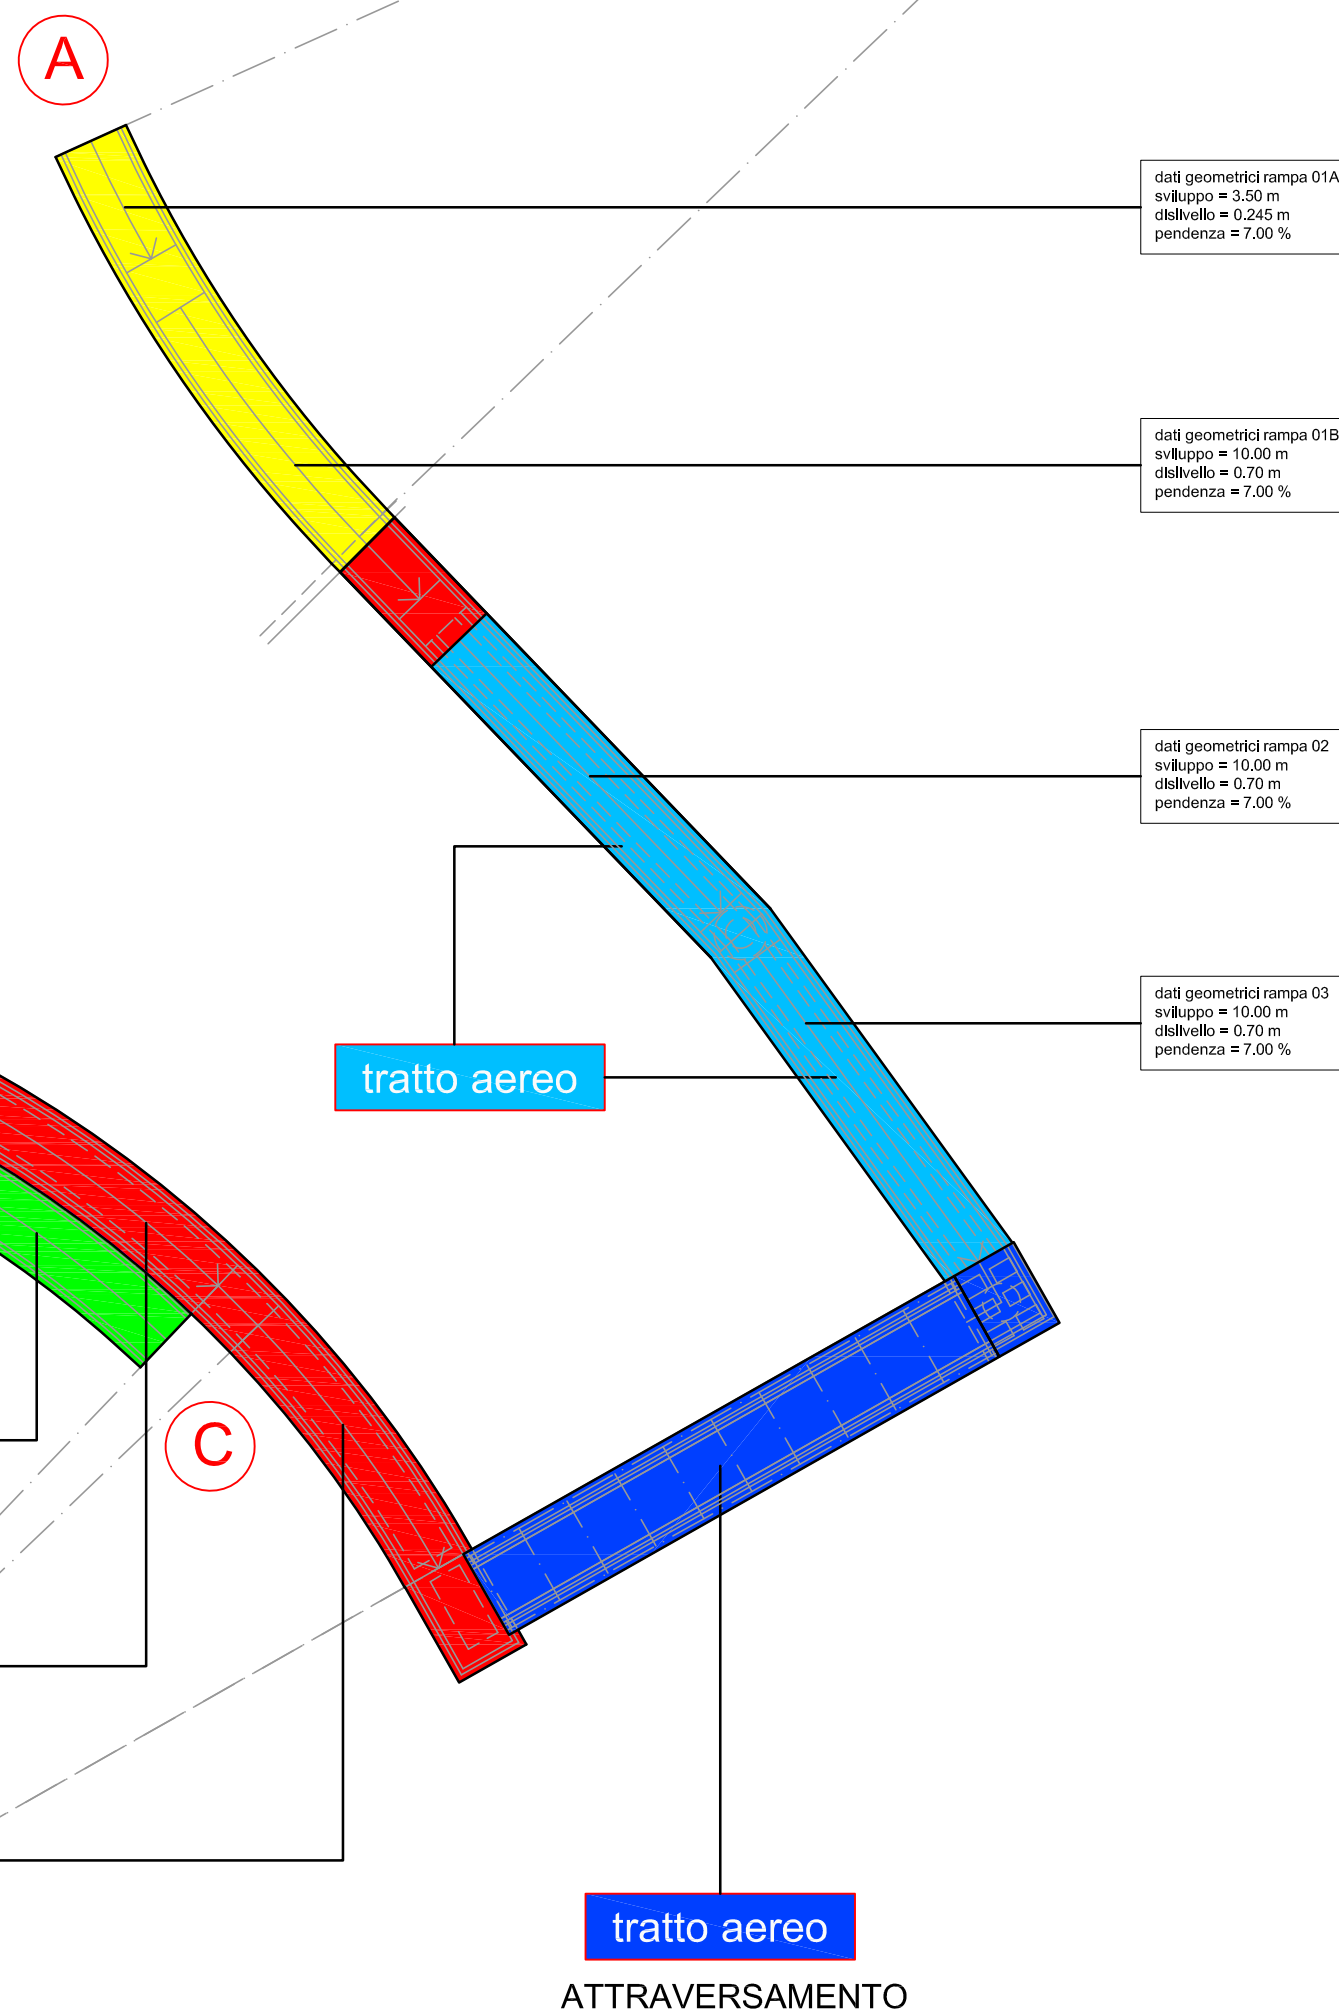 A
dati geometrici rampa 01A
sviluppo = 3.50 m
dislivello = 0.245 m
pendenza = 7.00 %
dati geometrici rampa 01B
sviluppo = 10.00 m
dislivello = 0.70 m
pendenza = 7.00 %
dati geometrici rampa 02
sviluppo = 10.00 m
dislivello = 0.70 m
pendenza = 7.00 %
dati geometrici rampa 03
sviluppo = 10.00 m
dislivello = 0.70 m
pendenza = 7.00 %
tratto aereo
C
tratto aereo
ATTRAVERSAMENTO